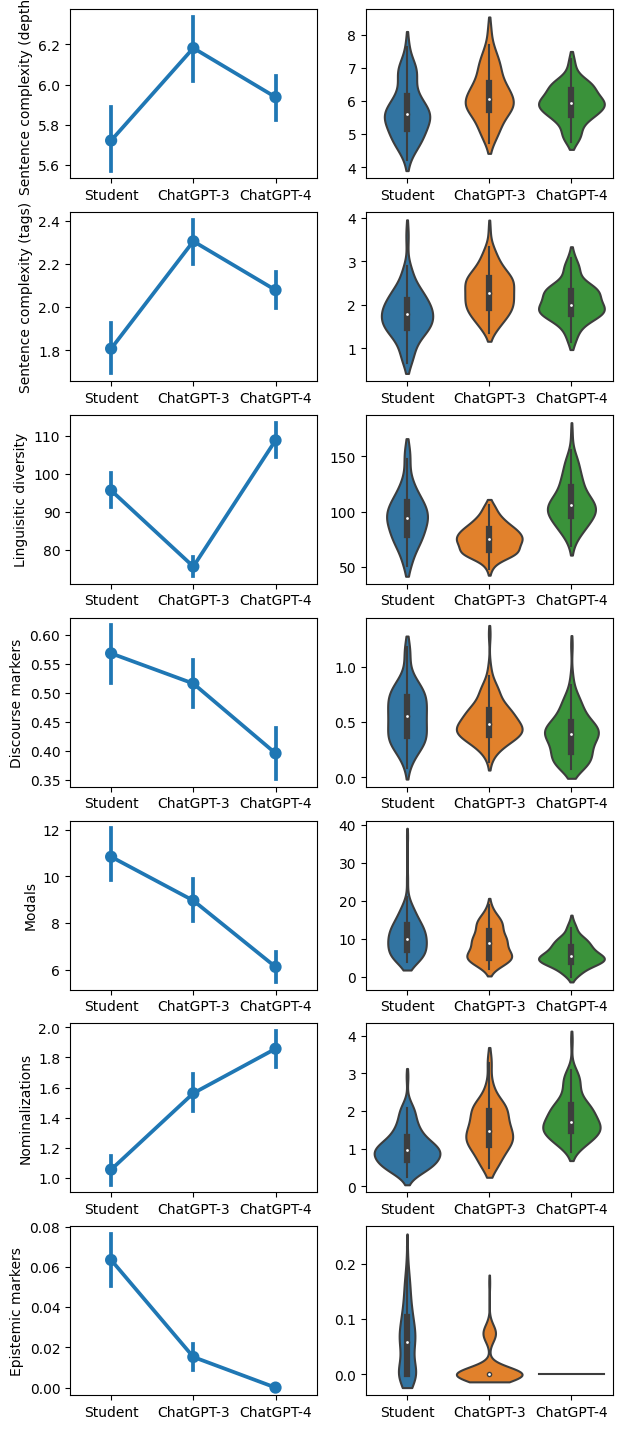 Sentence complexity (depth
6.2
6.0
5.8
5.6
Student ChatGPT-3 ChatGPT-4
8
7
6
5
4
Student ChatGPT-3 ChatGPT-4
Sentence complexity (tags)
2.4
2.2
2.0
1.8
Student ChatGPT-3 ChatGPT-4
4
3
2
1
Student ChatGPT-3 ChatGPT-4
Linguisitic diversity
110
100
90
80
Student ChatGPT-3 ChatGPT-4
150
100
50
Student ChatGPT-3 ChatGPT-4
Discourse markers
0.60
0.55
0.50
0.45
0.40
0.35
Student ChatGPT-3 ChatGPT-4
1.0
0.5
0.0
Student ChatGPT-3 ChatGPT-4
Modals
12
10
8
6
Student ChatGPT-3 ChatGPT-4
40
30
20
10
0
Student ChatGPT-3 ChatGPT-4
Nominalizations
2.0
1.8
1.6
1.4
1.2
1.0
Student ChatGPT-3 ChatGPT-4
4
3
2
1
0
Student ChatGPT-3 ChatGPT-4
Epistemic markers
0.08
0.06
0.04
0.02
0.00
Student ChatGPT-3 ChatGPT-4
0.2
0.1
0.0
Student ChatGPT-3 ChatGPT-4